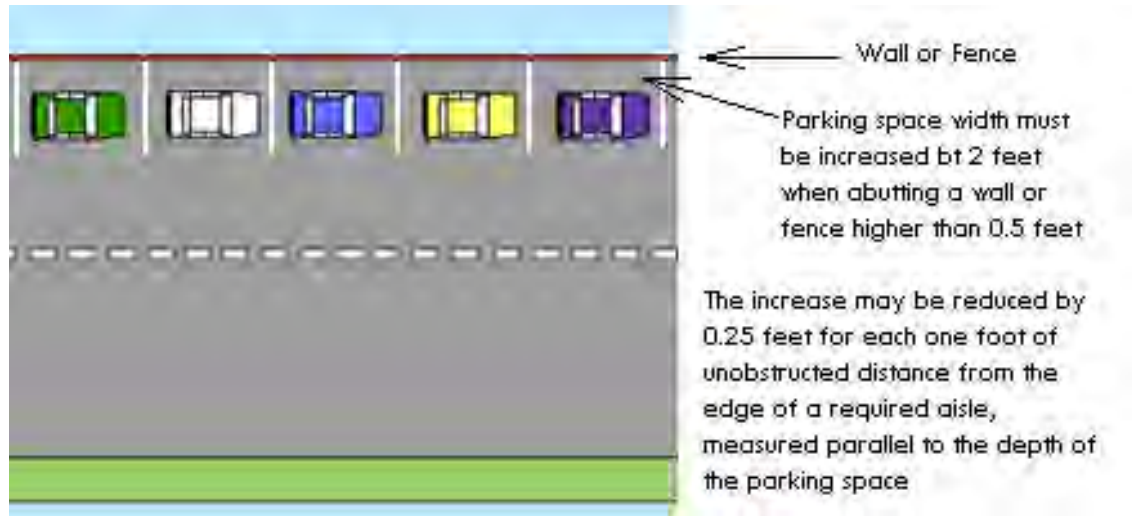 Wall or Fence
Parking space width must
be increased bt 2 feet
when abutting a wall or
fence higher than 0.5 feet
The increase may be reduced by
0.25 feet for each one foot of
unobstructed distance from the
edge of a required aisle,
measured parallel to the depth of
the parking space